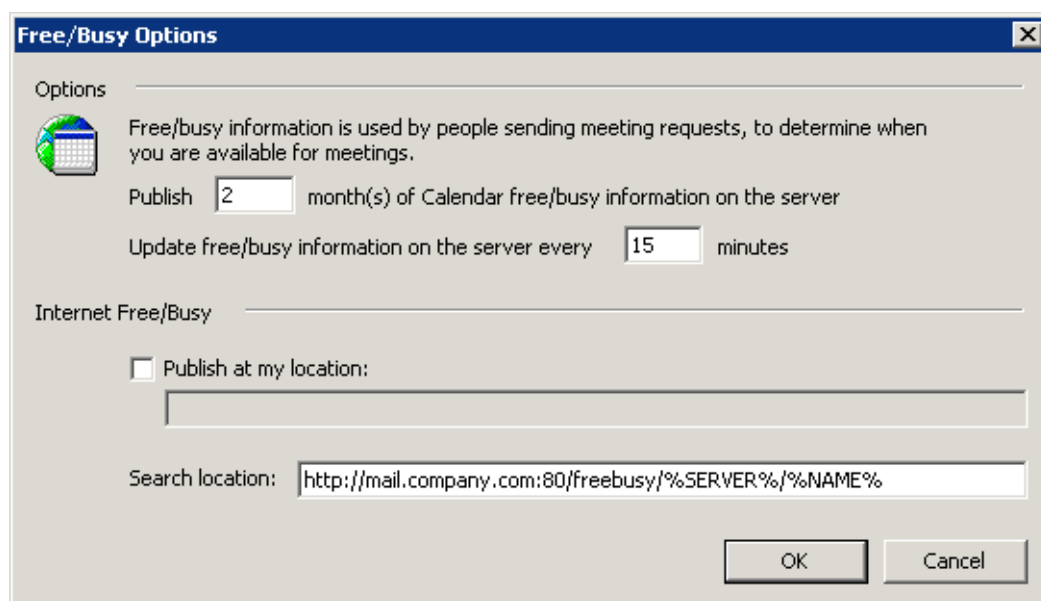 Free/Busy Options
Options
Free/busy information is used by people sending meeting requests, to determine when
you are available for meetings.
Publish 2 month(s) of Calendar free/busy information on the server
Update free/busy information on the server every 15 minutes
Internet Free/Busy
Publish at my location:
Search location: http://mail.company.com:80/freebusy/%SERVER%/%NAME%
OK Cancel